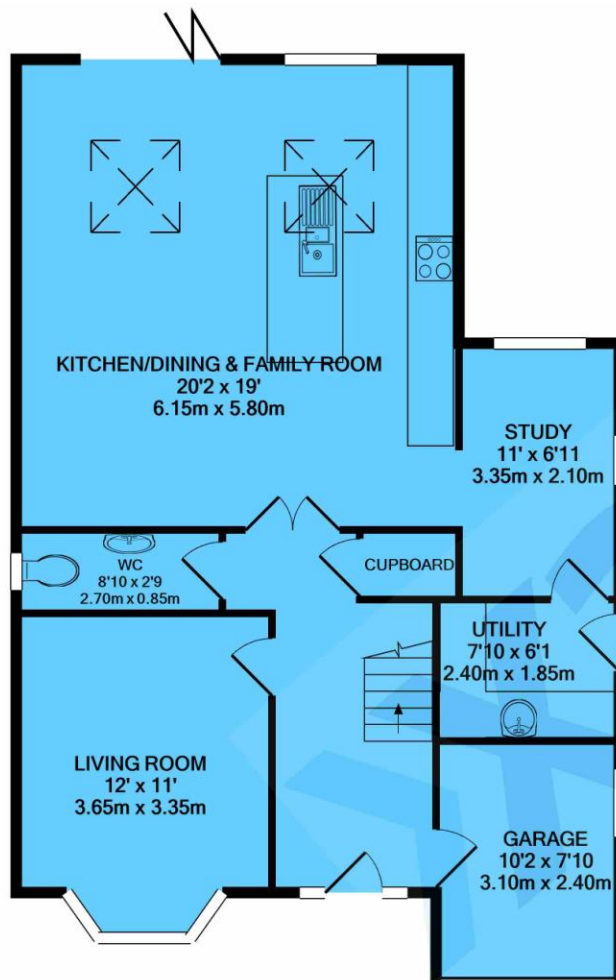 KITCHEN/DINING & FAMILY ROOM
20'2 x 19'
6.15m x 5.80m
STUDY
11' x 6'11
3.35m x 2.10m
WC
8'10 x 2'9
2.70m x 0.85m
CUPBOARD
UTILITY
7'10 x 6'1
2.40m x 1.85m
LIVING ROOM
12' x 11'
3.65m x 3.35m
GARAGE
10'2 x 7'10
3.10m x 2.40m